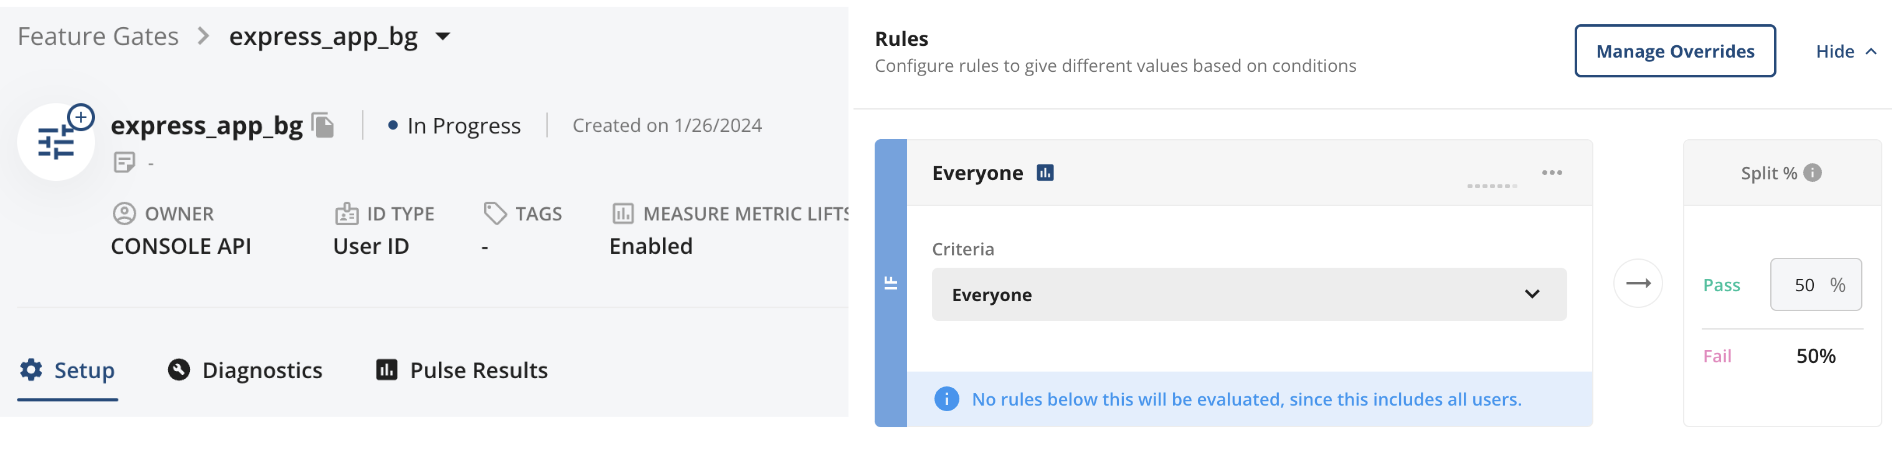 Feature Gates > express_app_bg
express_app_bg
In Progress
Created on 1/26/2024
-
OWNER
CONSOLE API
ID TYPE
User ID
TAGS
-
MEASURE METRIC LIFTS
Enabled
Setup
Diagnostics
Pulse Results
Rules
Configure rules to give different values based on conditions
Manage Overrides
Hide
IF
Everyone
Criteria
Everyone
No rules below this will be evaluated, since this includes all users.
Split %
Pass 50 %
Fail 50%